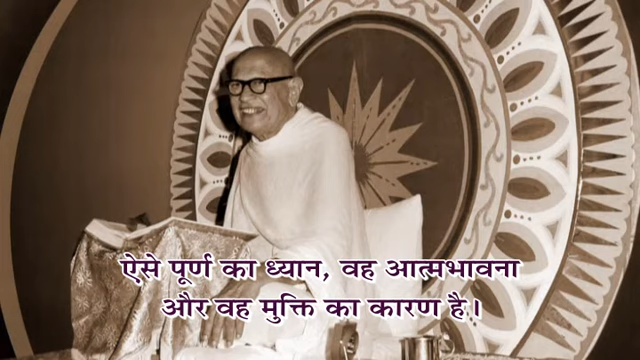 ऐसे पूर्ण का ध्यान, वह आत्मभावना
और वह मुक्ति का कारण है।